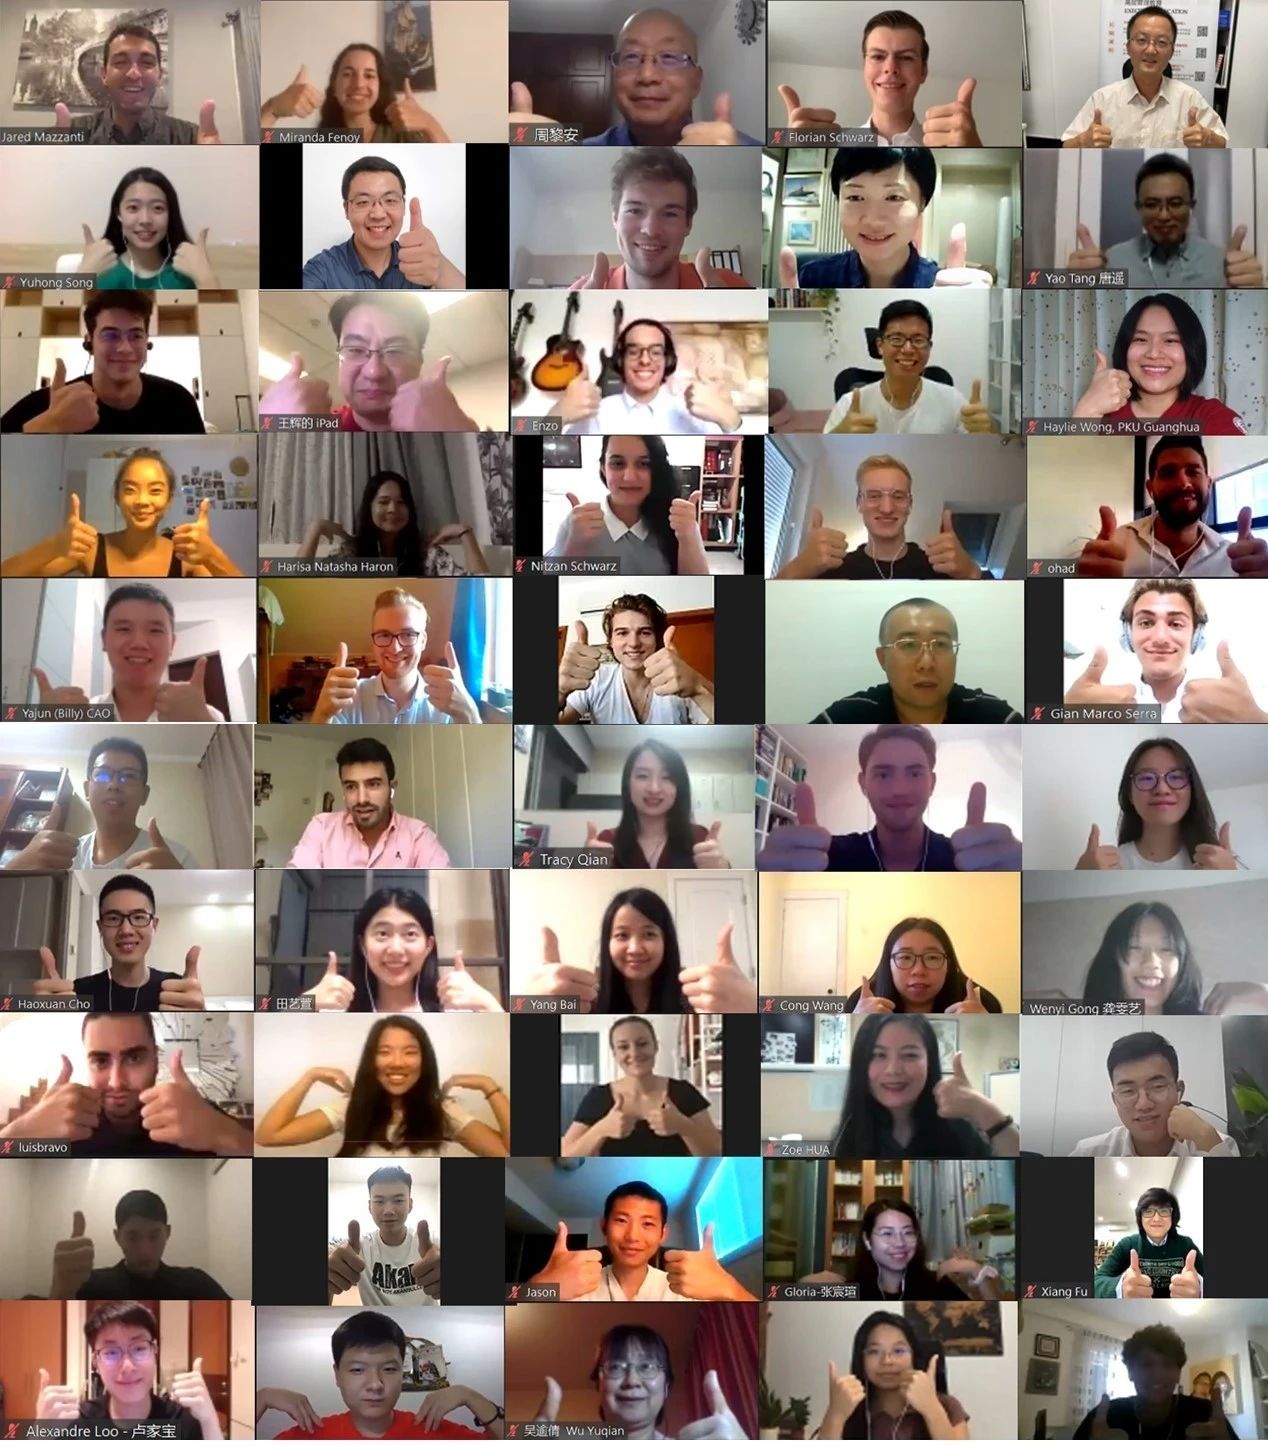 Jared Mazzanti
Miranda Fenoy
周黎安
Florian Schwarz
Yuhong Song
Yao Tang 唐遥
王辉的 iPad
Enzo
Haylie Wong, PKU Guanghua
Harisa Natasha Haron
Nitzan Schwarz
ohad
Yajun (Billy) CAO
Gian Marco Serra
Tracy Qian
Haoxuan Cho
田艺萱
Yang Bai
Cong Wang
Wenyi Gong 龚雯艺
luisbravo
Zoe HUA
Jason
Gloria-张宸瑄
Xiang Fu
Alexandre Loo - 卢家宝
吴逾倩 Wu Yuqian